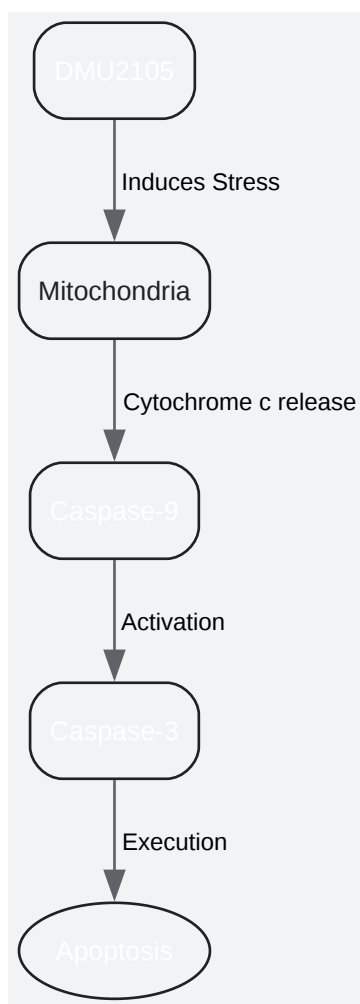 DMU2105
Induces Stress
Mitochondria
Cytochrome c release
Caspase-9
Activation
Caspase-3
Execution
Apoptosis